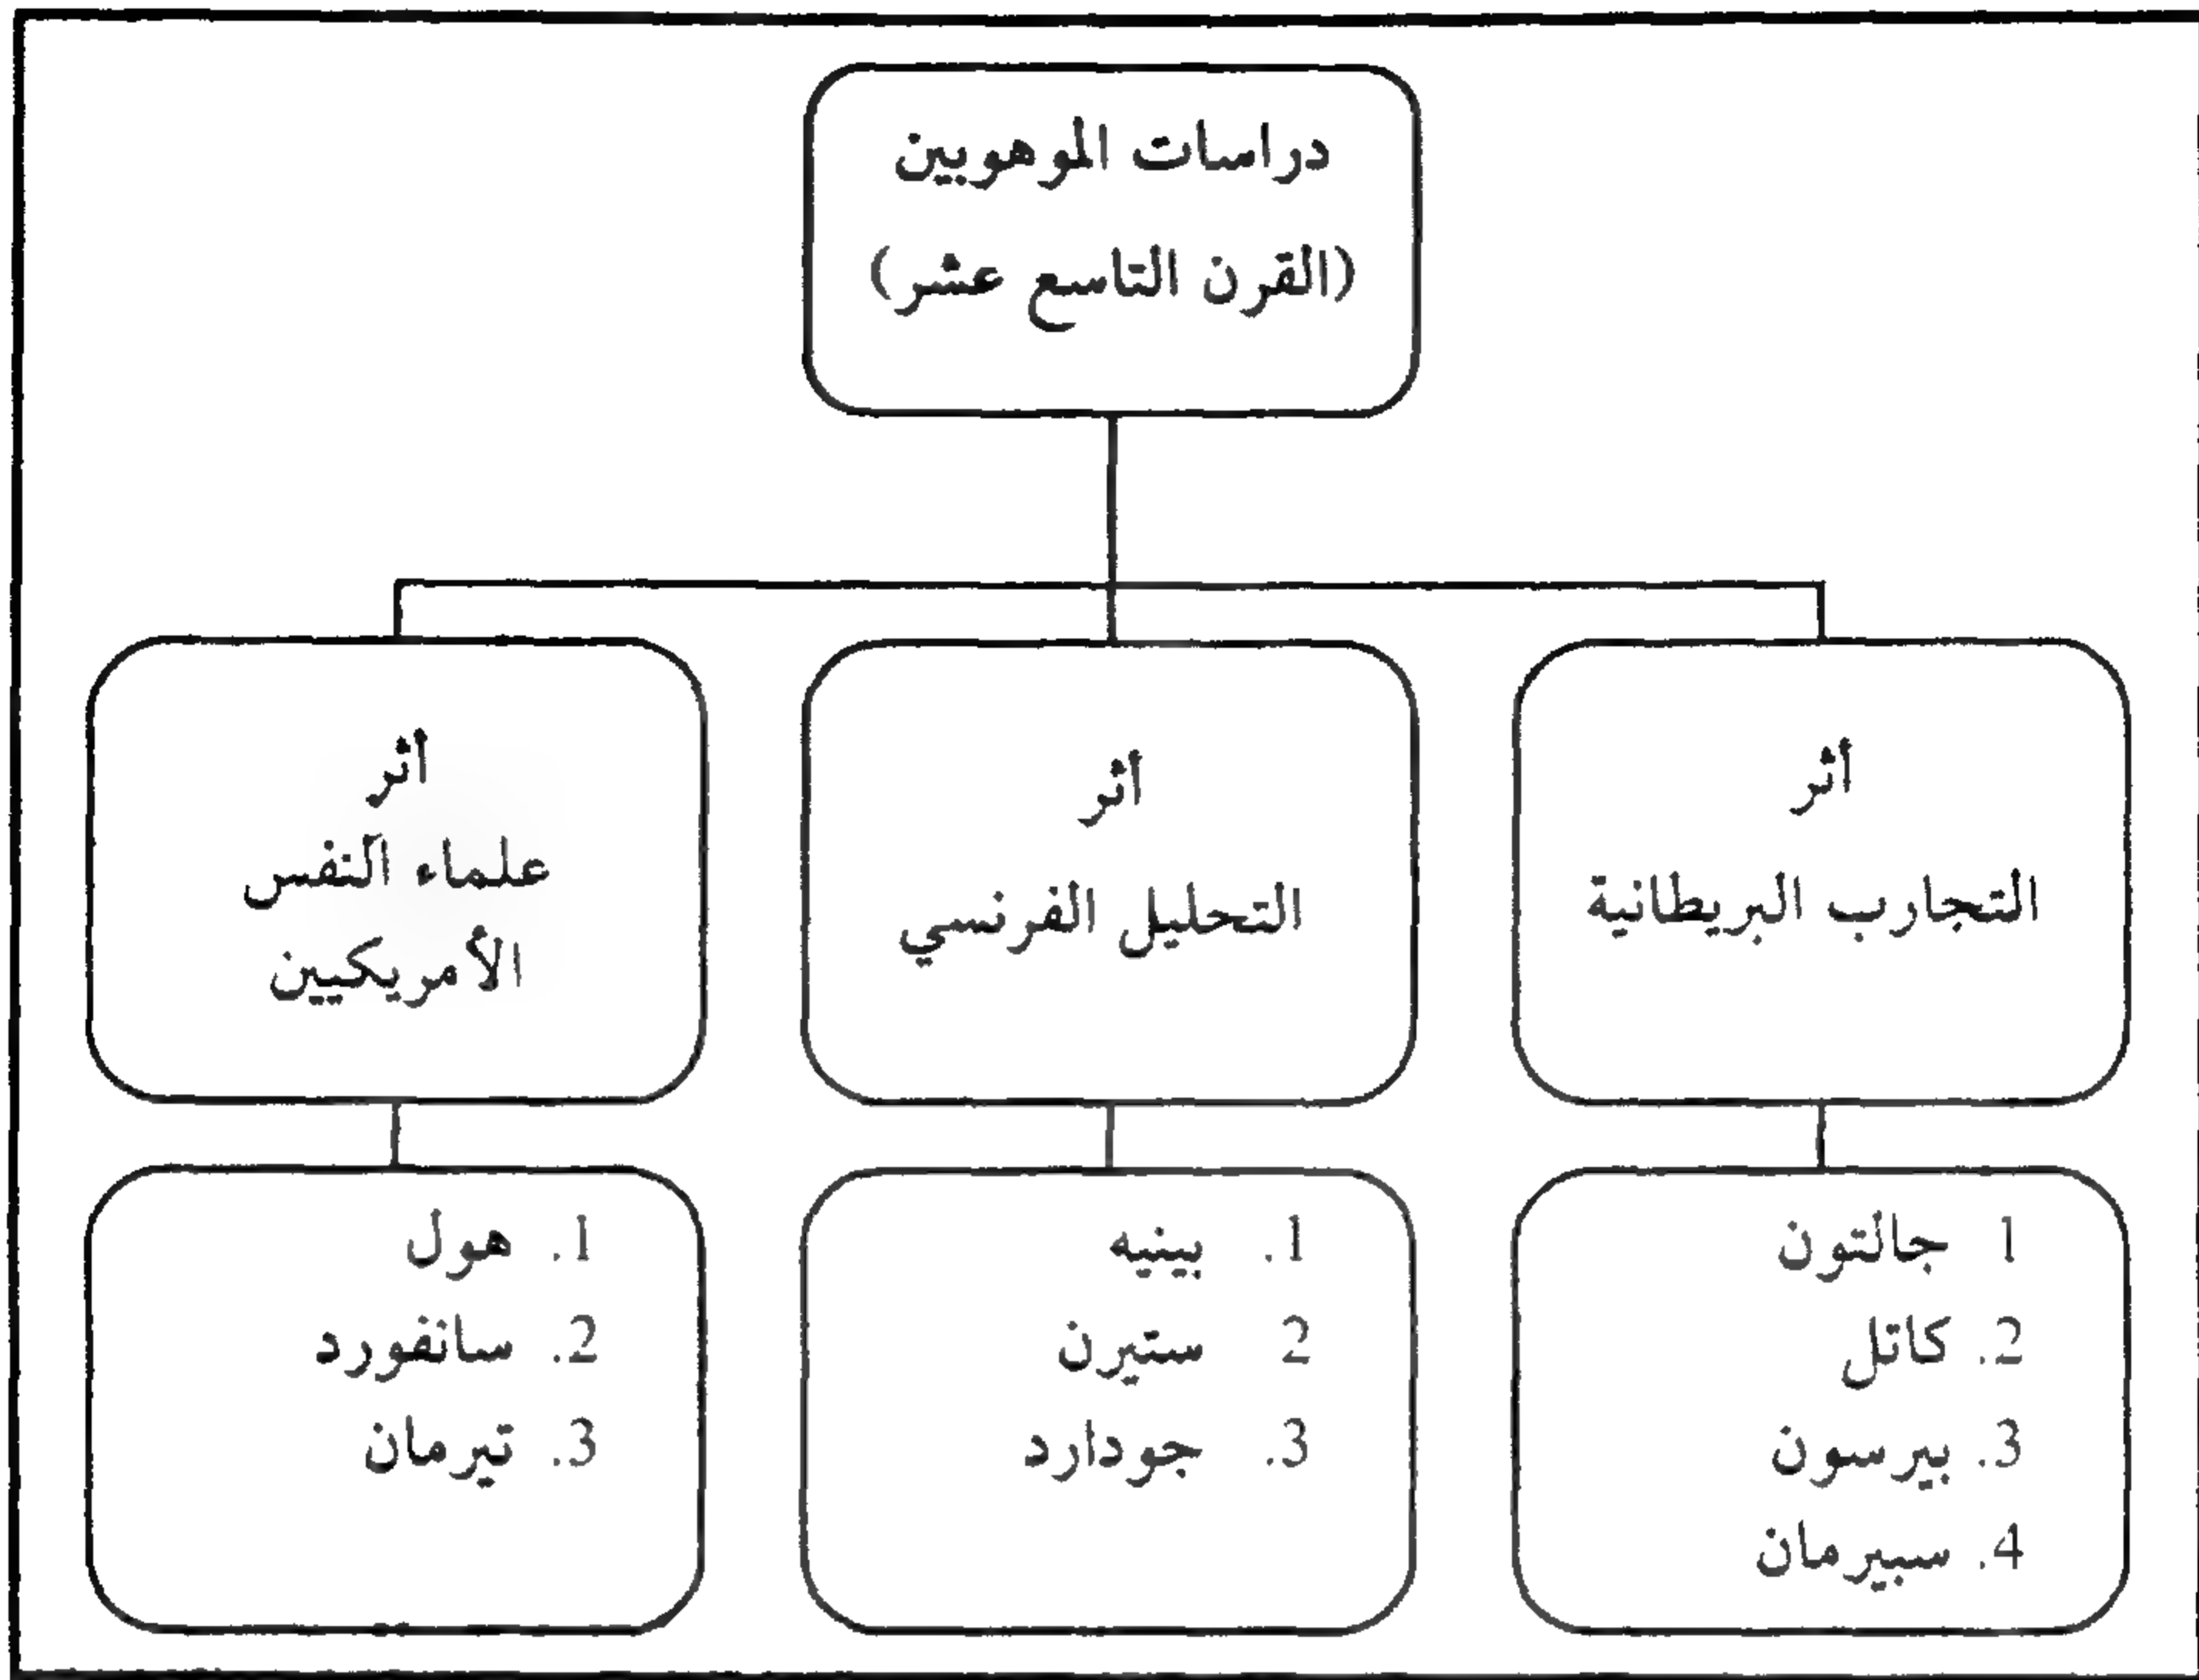 دراسات الموهوبين
(القرن التاسع عشر)
أثر
التجارب البريطانية
أثر
التحليل الفرنسي
أثر
علماء النفس
الأمريكيين
1 جالتون
2. كاتل
3. بيرسون
4. سبيرمان
1. بينيه
2 ستيرن
3. جودارد
1. هول
2. سانفورد
3. تيرمان